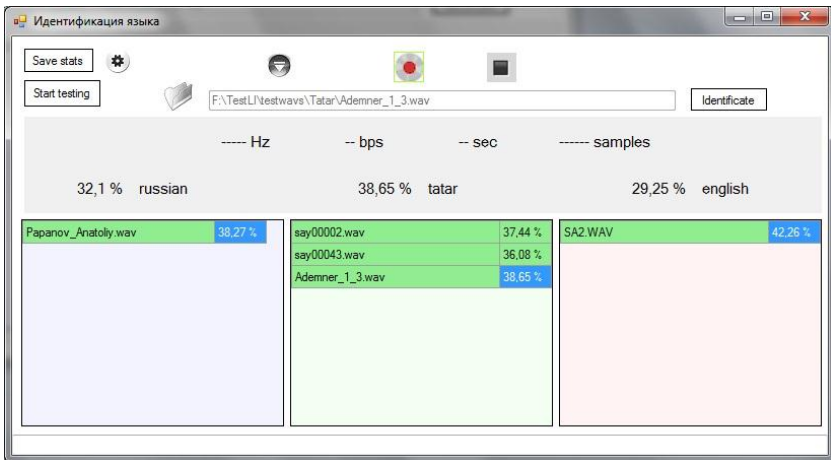 Идентификация языка
Save stats
Start testing
F:\TestLI\testwavs\Tatar\Ademner_1_3.wav
Identificate
----- Hz -- bps -- sec ------ samples
32,1 % russian 38,65 % tatar 29,25 % english
Papanov_Anatoliy.wav 38,27 % say00002.wav 37,44 % SA2.WAV 42,26 %
say00043.wav 36,08 %
Ademner_1_3.wav 38,65 %